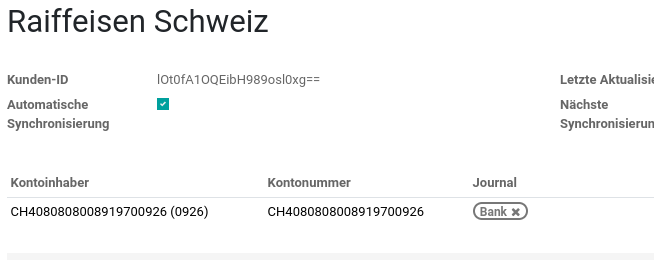 Raiffeisen Schweiz
Kunden-ID lOt0fA1OQEibH989osl0xg== Letzte Aktualisie
Automatische Synchronisierung Nächste Synchronisierun
Kontoinhaber Kontonummer Journal
CH4080808008919700926 (0926) CH4080808008919700926 Bank ✖